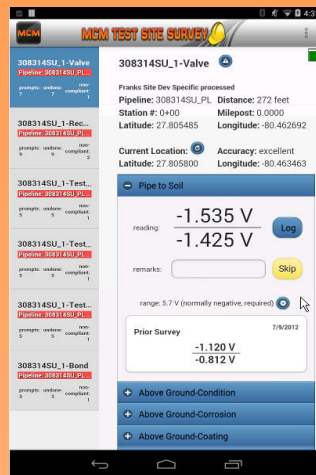 4:3
MCM
MCM TEST SITE SURVEY
308314SU_1-Valve
Pipeline: 308314SU_PL...
prompts: undone: non-compliant:
7 7 1
308314SU_1-Rec...
Pipeline: 308314SU_PL...
prompts: undone: non-compliant:
9 9 2
308314SU_1-Test...
Pipeline: 308314SU_PL...
prompts: undone: non-compliant:
5 5 1
308314SU_1-Test...
Pipeline: 308314SU_PL...
prompts: undone: non-compliant:
5 5 1
308314SU_1-Test...
Pipeline: 308314SU_PL...
prompts: undone: non-compliant:
5 5 1
308314SU_1-Bond
Pipeline: 308314SU_PL...
prompts: undone: non-compliant:
5 5 1
308314SU_1-Valve
Franks Site Dev Specific processed
Pipeline: 308314SU_PL Distance: 272 feet
Station #: 0+00 Milepost: 0.0000
Latitude: 27.805485 Longitude: -80.462692
Current Location: Accuracy: excellent
Latitude: 27.805800 Longitude: -80.463463
Pipe to Soil
reading: -1.535 V
-1.425 V
Log
remarks: Skip
range: 5.7 V (normally negative, required)
Prior Survey 7/9/2012
-1.120 V
-0.812 V
Above Ground-Condition
Above Ground-Corrosion
Above Ground-Coating